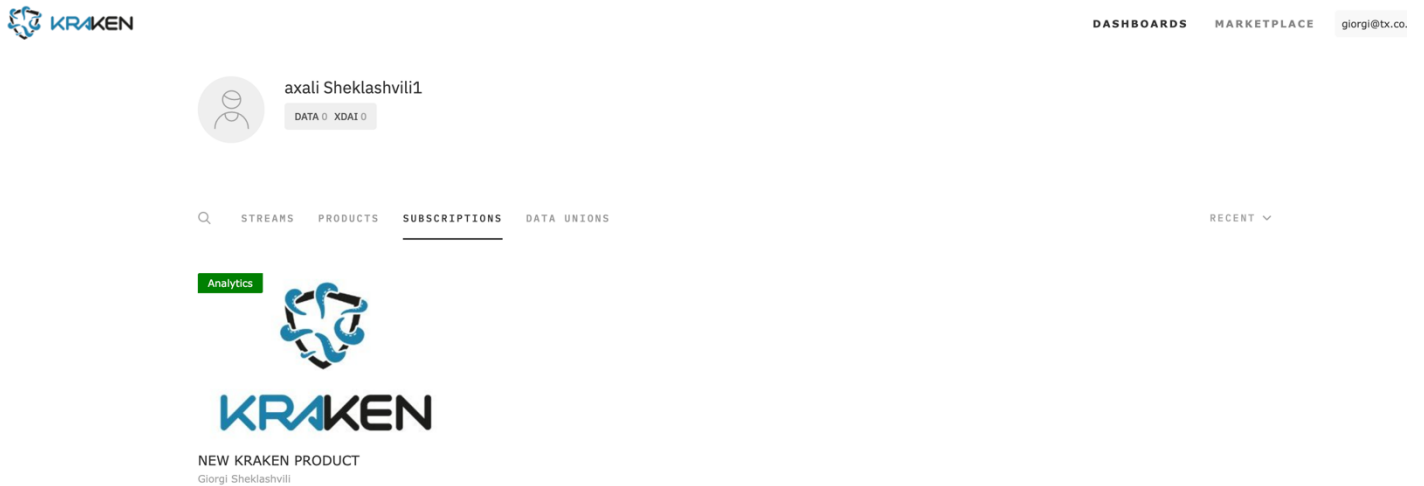 KRAKEN
DASHBOARDS MARKETPLACE giorgi@tx.co.
axali Sheklashvili1
DATA 0 XDAI 0
STREAMS PRODUCTS SUBSCRIPTIONS DATA UNIONS RECENT
Analytics
KRAKEN
NEW KRAKEN PRODUCT
Giorgi Sheklashvili